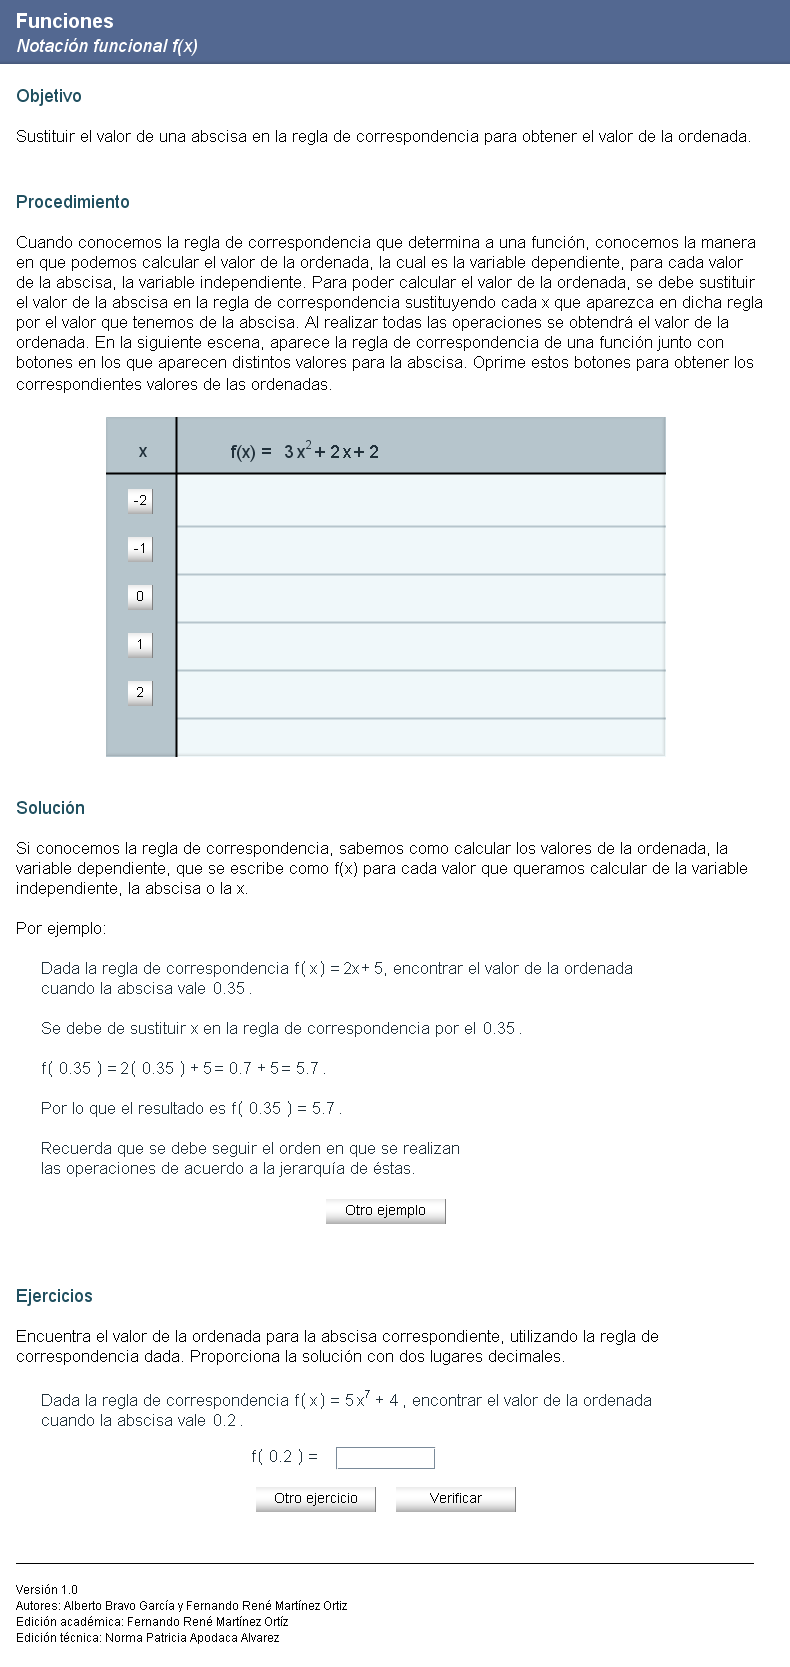 Funciones
Notación funcional f(x)
Objetivo
Sustituir el valor de una abscisa en la regla de correspondencia para obtener el valor de la ordenada.
Procedimiento
Cuando conocemos la regla de correspondencia que determina a una función, conocemos la manera
en que podemos calcular el valor de la ordenada, la cual es la variable dependiente, para cada valor
de la abscisa, la variable independiente. Para poder calcular el valor de la ordenada, se debe sustituir
el valor de la abscisa en la regla de correspondencia sustituyendo cada x que aparezca en dicha regla
por el valor que tenemos de la abscisa. Al realizar todas las operaciones se obtendrá el valor de la
ordenada. En la siguiente escena, aparece la regla de correspondencia de una función junto con
botones en los que aparecen distintos valores para la abscisa. Oprime estos botones para obtener los
correspondientes valores de las ordenadas.
x f(x) = 3x² + 2x + 2
-2
-1
0
1
2
Solución
Si conocemos la regla de correspondencia, sabemos como calcular los valores de la ordenada, la
variable dependiente, que se escribe como f(x) para cada valor que queramos calcular de la variable
independiente, la abscisa o la x.
Por ejemplo:
Dada la regla de correspondencia f( x ) = 2x+ 5, encontrar el valor de la ordenada
cuando la abscisa vale 0.35 .
Se debe de sustituir x en la regla de correspondencia por el 0.35 .
f( 0.35 ) = 2( 0.35 ) + 5 = 0.7 + 5 = 5.7 .
Por lo que el resultado es f( 0.35 ) = 5.7 .
Recuerda que se debe seguir el orden en que se realizan
las operaciones de acuerdo a la jerarquía de éstas.
Otro ejemplo
Ejercicios
Encuentra el valor de la ordenada para la abscisa correspondiente, utilizando la regla de
correspondencia dada. Proporciona la solución con dos lugares decimales.
Dada la regla de correspondencia f( x ) = 5x⁷ + 4 , encontrar el valor de la ordenada
cuando la abscisa vale 0.2 .
f( 0.2 ) =
Otro ejercicio Verificar
Versión 1.0
Autores: Alberto Bravo García y Fernando René Martínez Ortiz
Edición académica: Fernando René Martínez Ortíz
Edición técnica: Norma Patricia Apodaca Alvarez